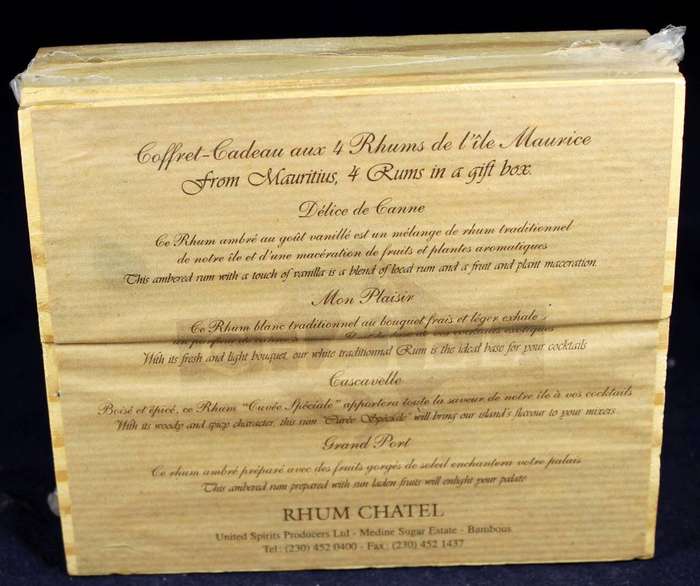 Coffret-Cadeau aux 4 Rhums de l'île Maurice
From Mauritius, 4 Rums in a gift box.
Délice de Canne
Ce Rhum ambré au goût vanillé est un mélange de rhum traditionnel
de notre île et d'une macération de fruits et plantes aromatiques
This ambered rum with a touch of vanilla is a blend of local rum and a fruit and plant maceration.
Mon Plaisir
Ce Rhum blanc traditionnel au bouquet frais et léger exhale
un parfum de cocktails exotiques
With its fresh and light bouquet, our white traditionnal Rum is the ideal base for your cocktails
Cascavelle
Boisé et épicé, ce Rhum "Cuvée Spéciale" apportera toute la saveur de notre île à vos cocktails
With its woody and spicy character, this rum "Cuvée Spéciale" will bring our island's flavour to your mixers
Grand Port
Ce rhum ambré préparé avec des fruits gorgés de soleil enchantera votre palais
This ambered rum prepared with sun laden fruits will enlight your palate
RHUM CHATEL
United Spirits Producers Ltd - Medine Sugar Estate - Bambous
Tel : (230) 452 0400 - Fax : (230) 452 1437